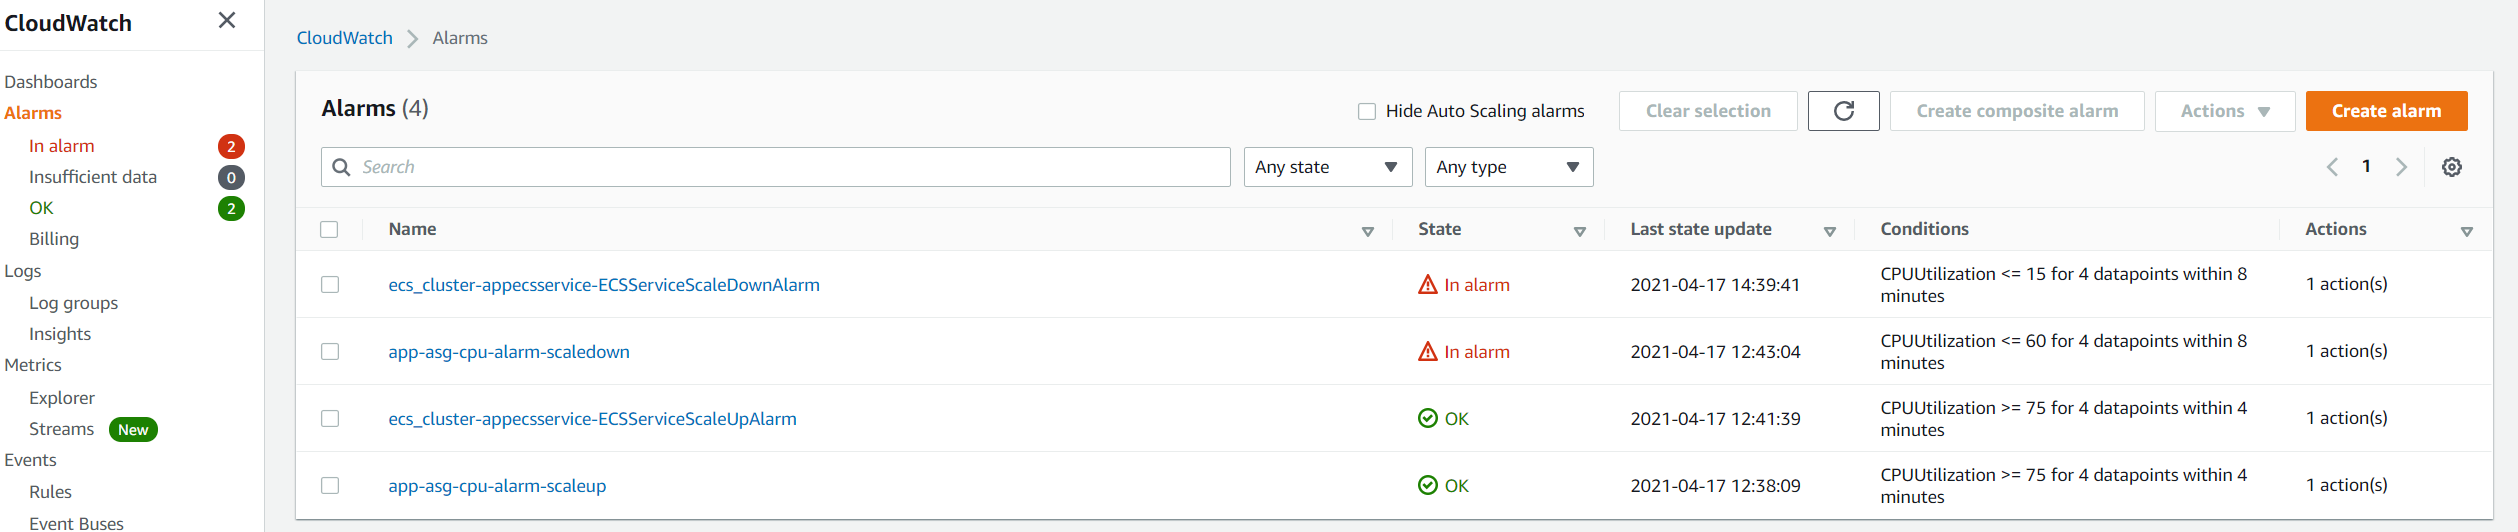 CloudWatch
Dashboards
Alarms
In alarm 2
Insufficient data 0
OK 2
Billing
Logs
Log groups
Insights
Metrics
Explorer
Streams New
Events
Rules
Event Buses
CloudWatch Alarms
Alarms (4)
Hide Auto Scaling alarms Clear selection Create composite alarm Actions Create alarm
Search Any state Any type 1
Name State Last state update Conditions Actions
ecs_cluster-appecsservice-ECSServiceScaleDownAlarm In alarm 2021-04-17 14:39:41 CPUUtilization <= 15 for 4 datapoints within 8
minutes 1 action(s)
app-asg-cpu-alarm-scaledown In alarm 2021-04-17 12:43:04 CPUUtilization <= 60 for 4 datapoints within 8
minutes 1 action(s)
ecs_cluster-appecsservice-ECSServiceScaleUpAlarm OK 2021-04-17 12:41:39 CPUUtilization >= 75 for 4 datapoints within 4
minutes 1 action(s)
app-asg-cpu-alarm-scaleup OK 2021-04-17 12:38:09 CPUUtilization >= 75 for 4 datapoints within 4
minutes 1 action(s)